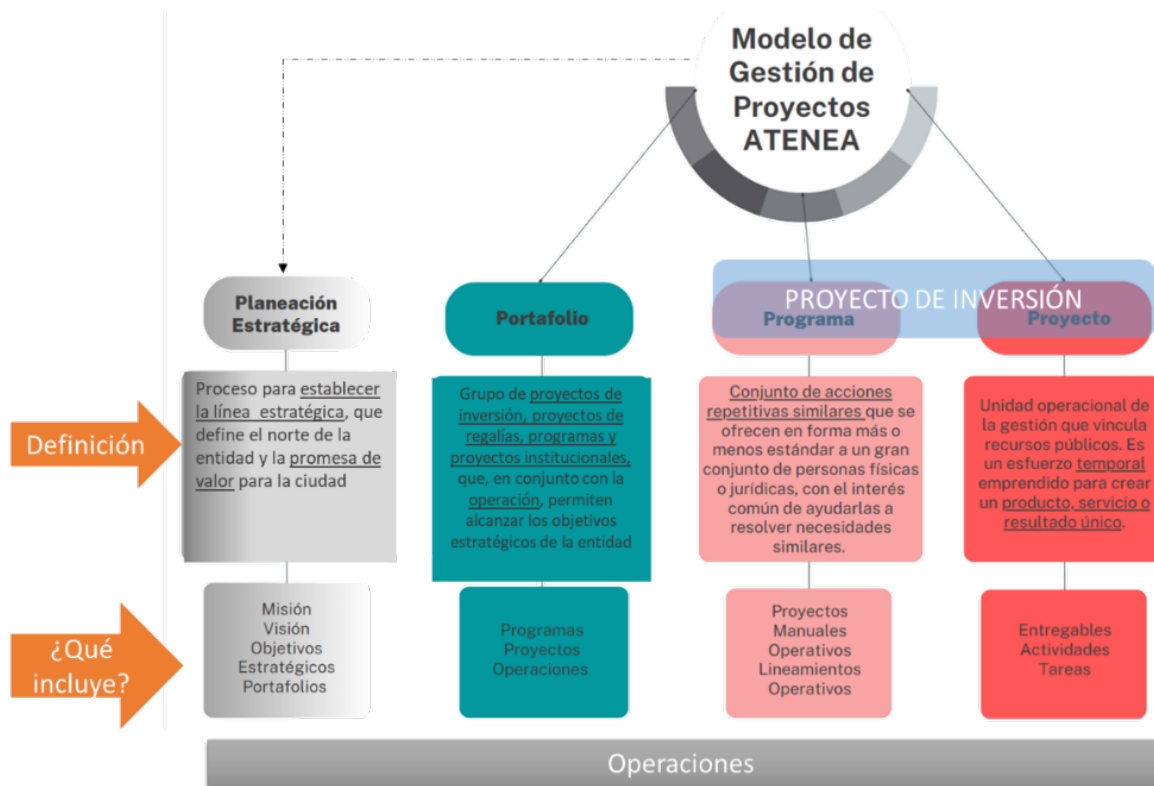 Modelo de
Gestión de
Proyectos
ATENEA
PROYECTO DE INVERSIÓN
Planeación
Estratégica
Portafolio
Programa
Proyecto
Definición
Proceso para establecer
la línea estratégica, que
define el norte de la
entidad y la promesa de
valor para la ciudad
Grupo de proyectos de
inversión, proyectos de
regalías, programas y
proyectos institucionales,
que, en conjunto con la
operación, permiten
alcanzar los objetivos
estratégicos de la entidad
Conjunto de acciones
repetitivas similares que se
ofrecen en forma más o
menos estándar a un gran
conjunto de personas físicas
o jurídicas, con el interés
común de ayudarlas a
resolver necesidades
similares.
Unidad operacional de
la gestión que vincula
recursos públicos. Es
un esfuerzo temporal
emprendido para crear
un producto, servicio o
resultado único.
¿Qué
incluye?
Misión
Visión
Objetivos
Estratégicos
Portafolios
Programas
Proyectos
Operaciones
Proyectos
Manuales
Operativos
Lineamientos
Operativos
Entregables
Actividades
Tareas
Operaciones